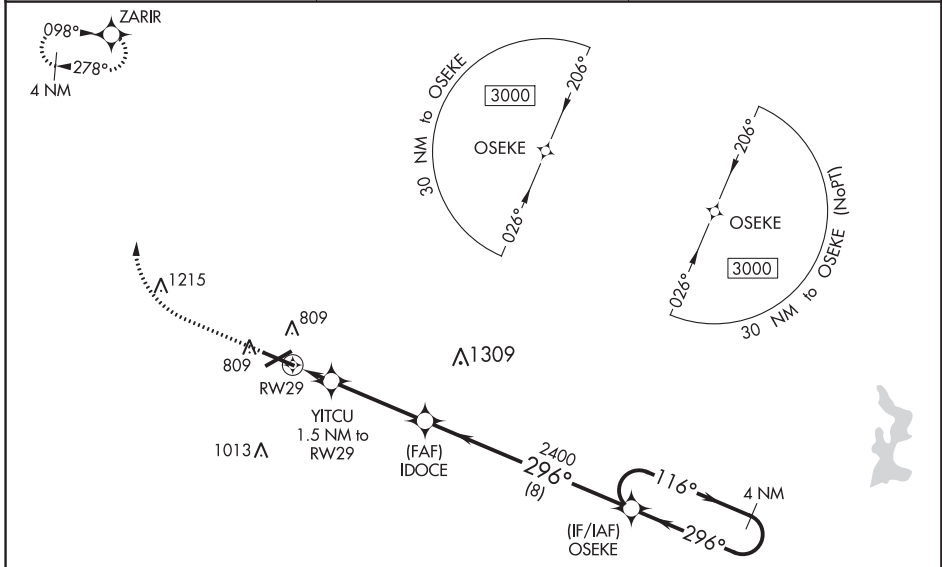 ZARIR
098°
278°
4 NM
30 NM to OSEKE
3000
206°
OSEKE
026°
206°
OSEKE
3000
026°
30 NM to OSEKE (NoPT)
1215
809
809
RW29
1309
YITCU
1.5 NM to
RW29
1013
(FAF)
IDOCE
2400
296°
(8)
116°
4 NM
296°
(IF/IAF)
OSEKE